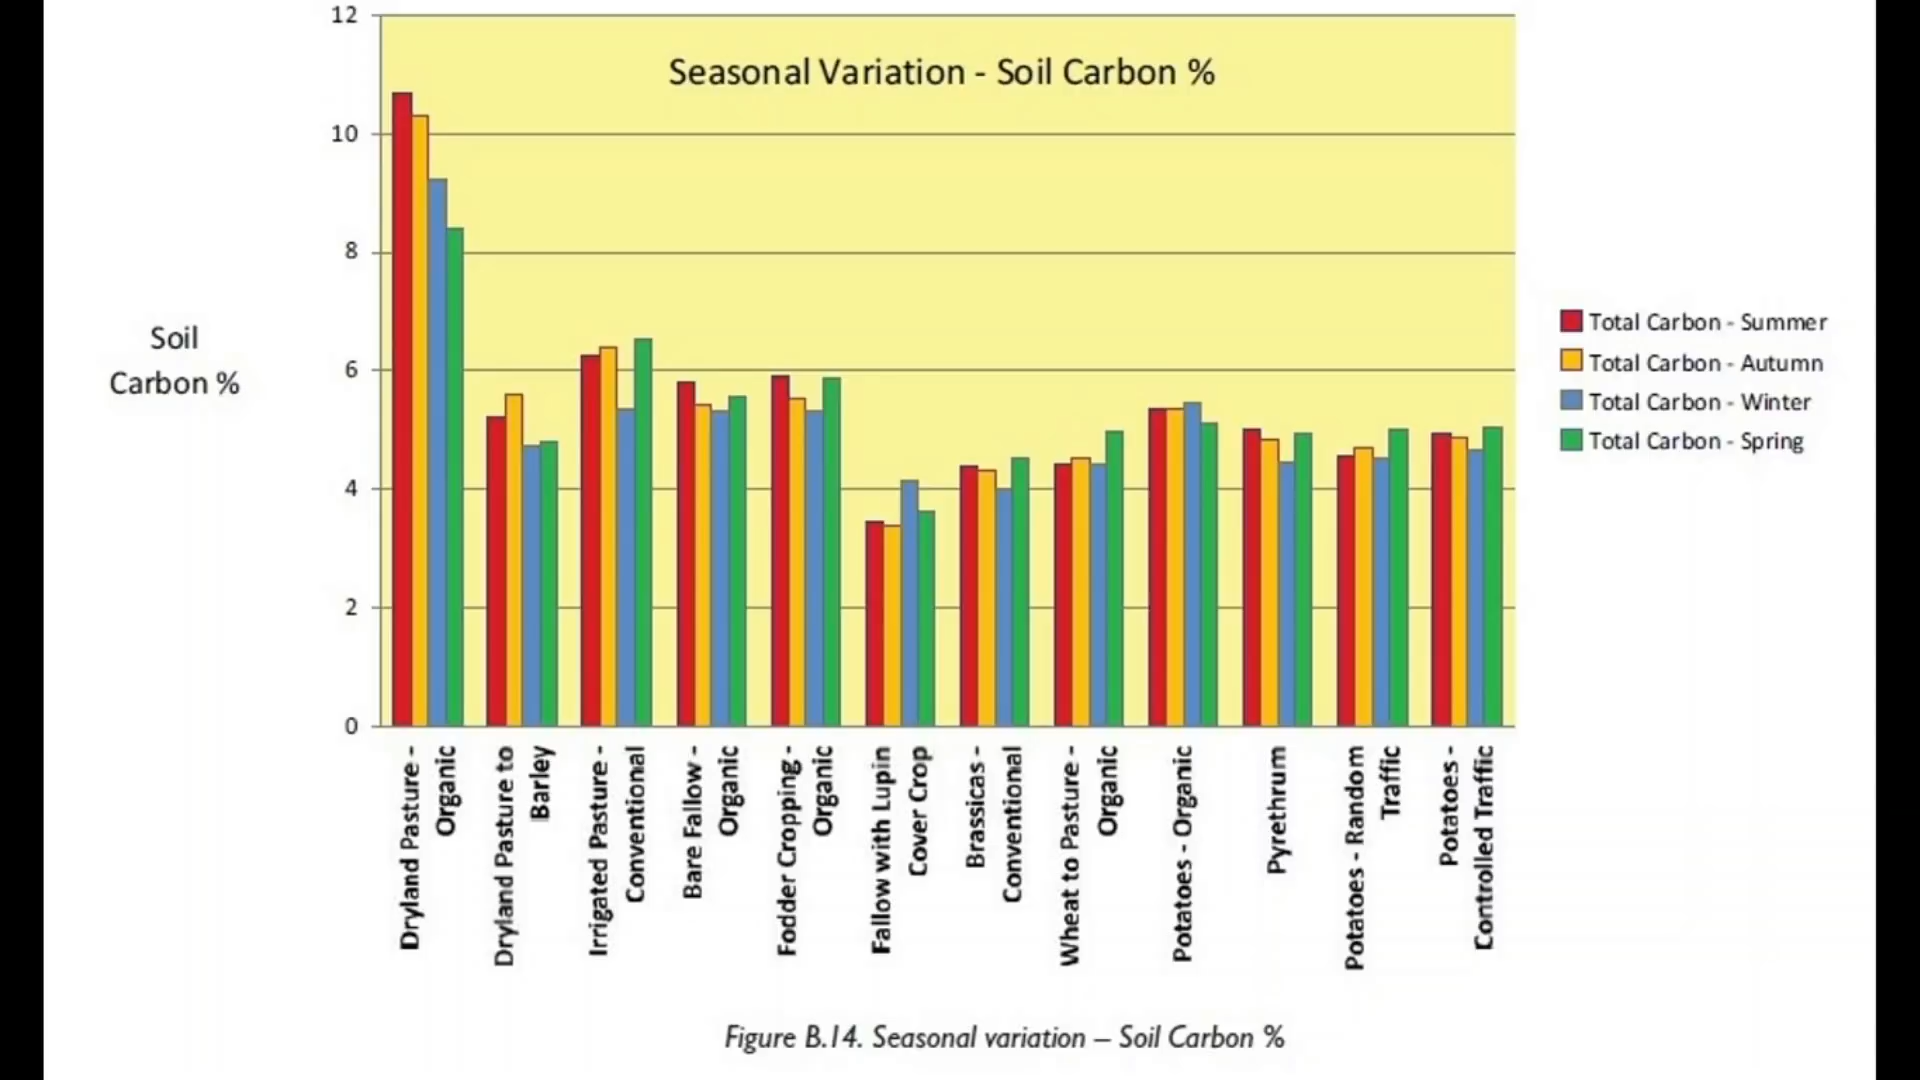 Seasonal Variation - Soil Carbon %
12
10
8
6
4
2
0
Soil
Carbon %
Total Carbon - Summer
Total Carbon - Autumn
Total Carbon - Winter
Total Carbon - Spring
Dryland Pasture -
Organic
Dryland Pasture to
Barley
Irrigated Pasture -
Conventional
Bare Fallow -
Organic
Fodder Cropping -
Organic
Fallow with Lupin
Cover Crop
Brassicas -
Conventional
Wheat to Pasture -
Organic
Potatoes - Organic
Pyrethrum
Potatoes - Random
Traffic
Potatoes -
Controlled Traffic
Figure B.14. Seasonal variation – Soil Carbon %